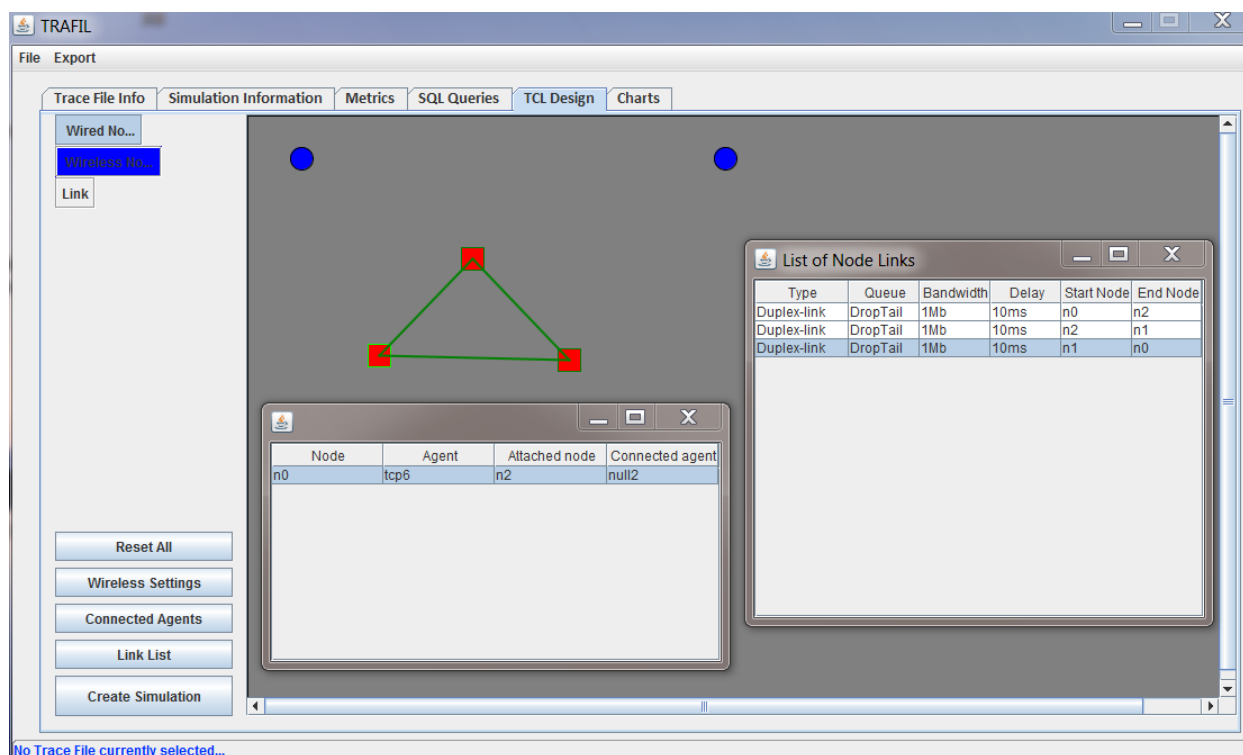 TRAFIL
File Export
Trace File Info Simulation Information Metrics SQL Queries TCL Design Charts
Wired No...
Wireless No...
Link
List of Node Links
Type Queue Bandwidth Delay Start Node End Node
Duplex-link DropTail 1Mb 10ms n0 n2
Duplex-link DropTail 1Mb 10ms n2 n1
Duplex-link DropTail 1Mb 10ms n1 n0
Node Agent Attached node Connected agent
n0 tcp6 n2 null2
Reset All
Wireless Settings
Connected Agents
Link List
Create Simulation
No Trace File currently selected...